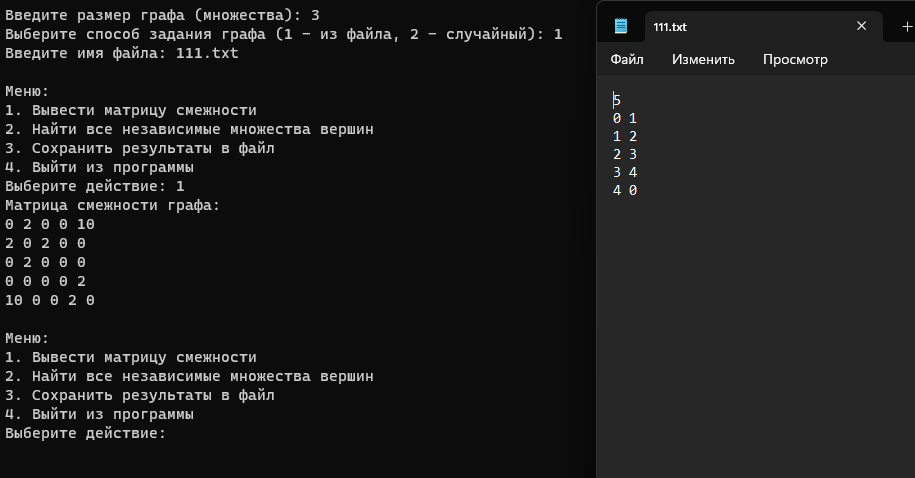 Введите размер графа (множества): 3
Выберите способ задания графа (1 - из файла, 2 - случайный): 1
Введите имя файла: 111.txt
Меню:
1. Вывести матрицу смежности
2. Найти все независимые множества вершин
3. Сохранить результаты в файл
4. Выйти из программы
Выберите действие: 1
Матрица смежности графа:
0 2 0 0 10
2 0 2 0 0
0 2 0 0 0
0 0 0 0 2
10 0 0 2 0
Меню:
1. Вывести матрицу смежности
2. Найти все независимые множества вершин
3. Сохранить результаты в файл
4. Выйти из программы
Выберите действие:
111.txt
Файл Изменить Просмотр
5
0 1
1 2
2 3
3 4
4 0